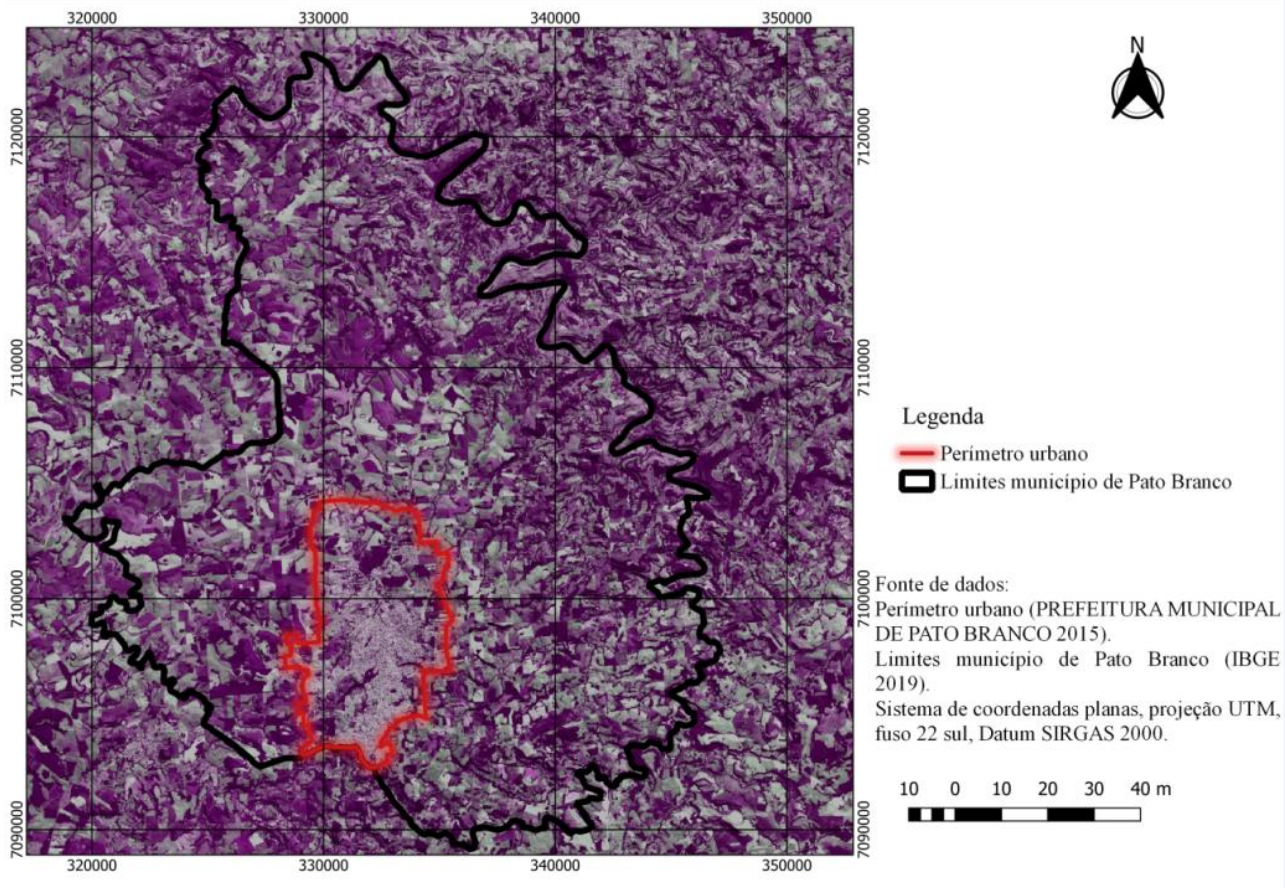 320000 330000 340000 350000
N
7120000 7120000
7110000 7110000
7100000 7100000
7090000 7090000
320000 330000 340000 350000
Legenda
Perímetro urbano
Limites município de Pato Branco
Fonte de dados:
Perímetro urbano (PREFEITURA MUNICIPAL
DE PATO BRANCO 2015).
Limites município de Pato Branco (IBGE
2019).
Sistema de coordenadas planas, projeção UTM,
fuso 22 sul, Datum SIRGAS 2000.
10 0 10 20 30 40 m